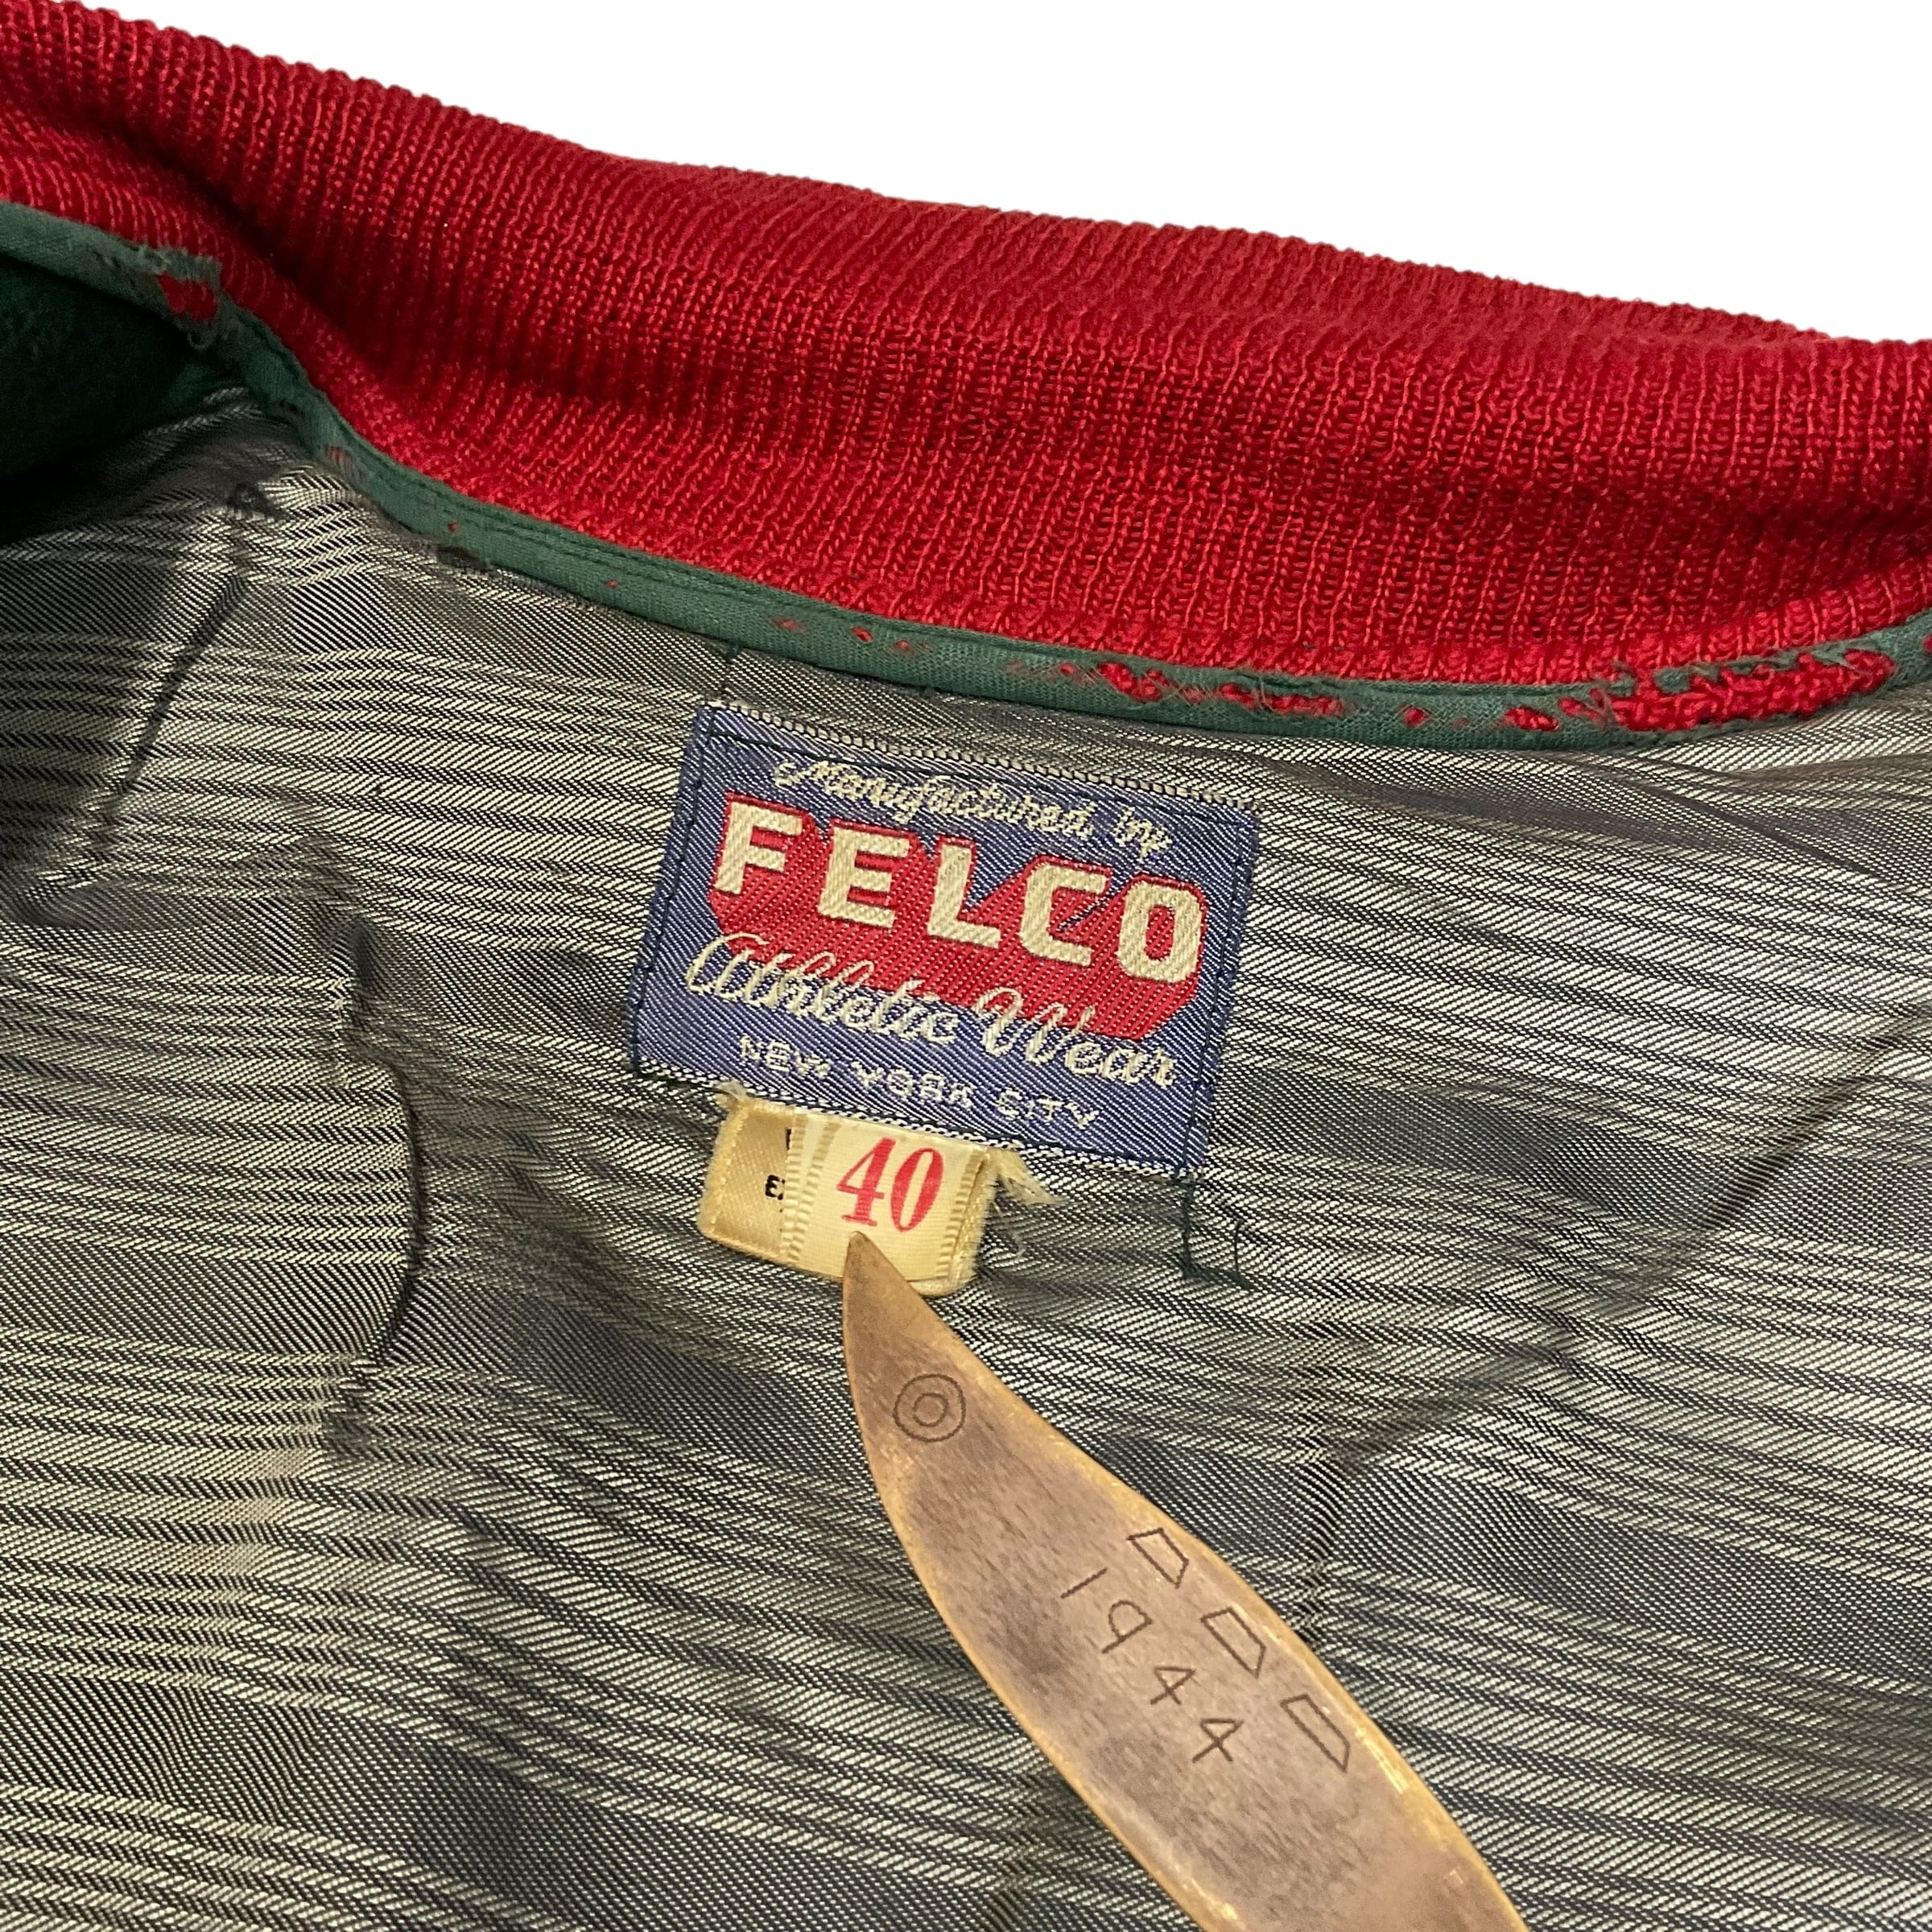 Manufactured by
FELCO
Athletic Wear
NEW YORK CITY
40
1944